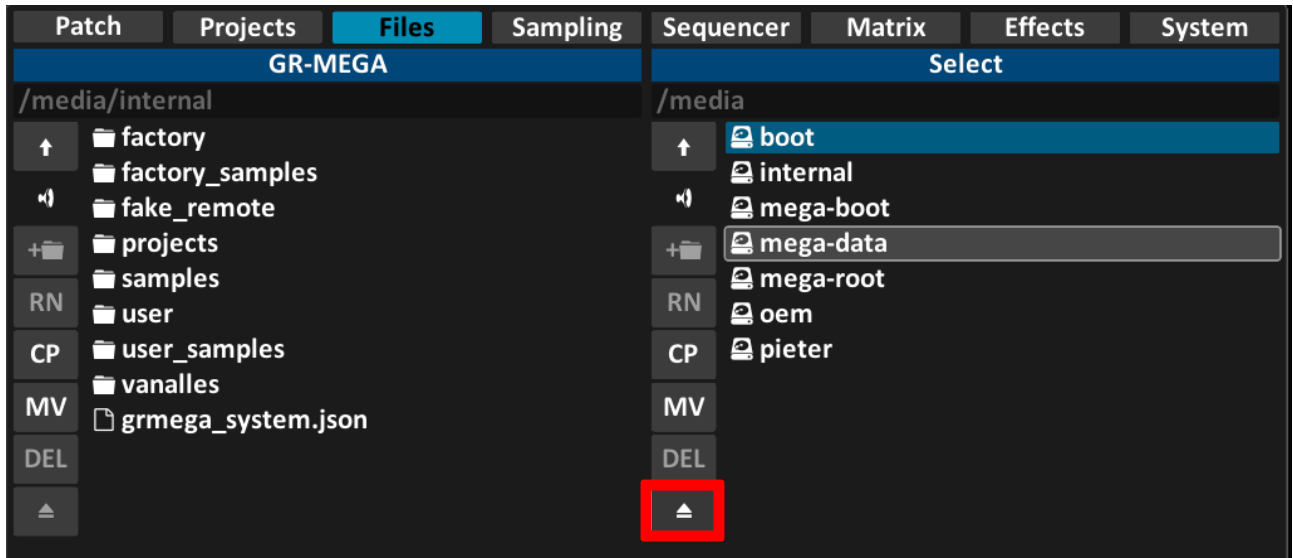 Patch Projects Files Sampling Sequencer Matrix Effects System
GR-MEGA
/media/internal
factory
factory_samples
fake_remote
projects
samples
user
user_samples
vanalles
grmega_system.json
RN
CP
MV
DEL
Select
/media
boot
internal
mega-boot
mega-data
mega-root
oem
pieter
RN
CP
MV
DEL